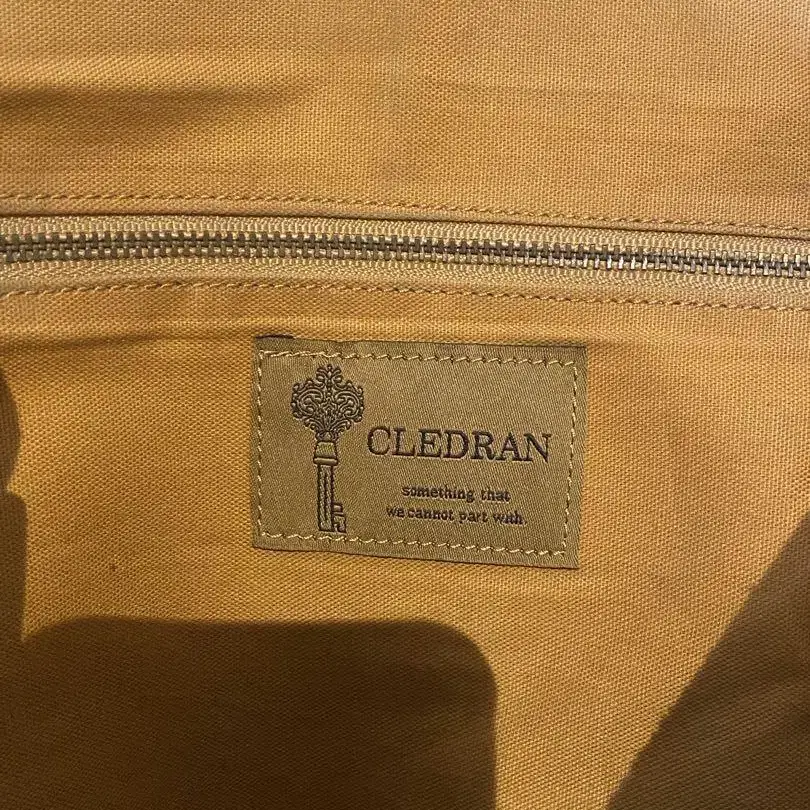 CLEDRAN
something that
we cannot part with.